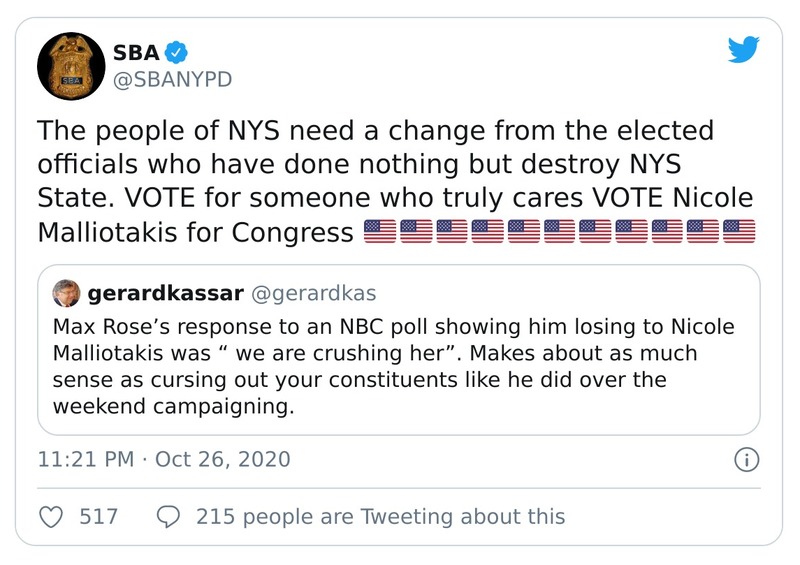 SBA
@SBANYPD
SBA
The people of NYS need a change from the elected
officials who have done nothing but destroy NYS
State. VOTE for someone who truly cares VOTE Nicole
Malliotakis for Congress 🇺🇸🇺🇸🇺🇸🇺🇸🇺🇸🇺🇸🇺🇸🇺🇸🇺🇸🇺🇸🇺🇸
gerardkassar @gerardkas
Max Rose’s response to an NBC poll showing him losing to Nicole
Malliotakis was “ we are crushing her”. Makes about as much
sense as cursing out your constituents like he did over the
weekend campaigning.
11:21 PM · Oct 26, 2020
517
215 people are Tweeting about this